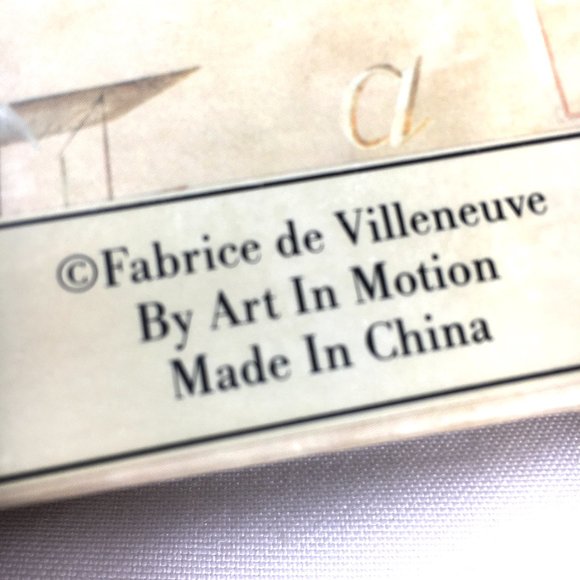 a
©Fabrice de Villeneuve
By Art In Motion
Made In China